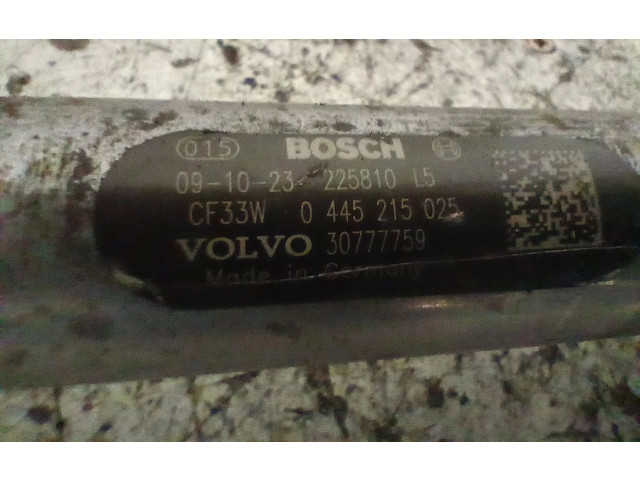 015 BOSCH
09-10-23 225810 L5
CF33W 0 445 215 025
VOLVO 30777759
Made in Germany